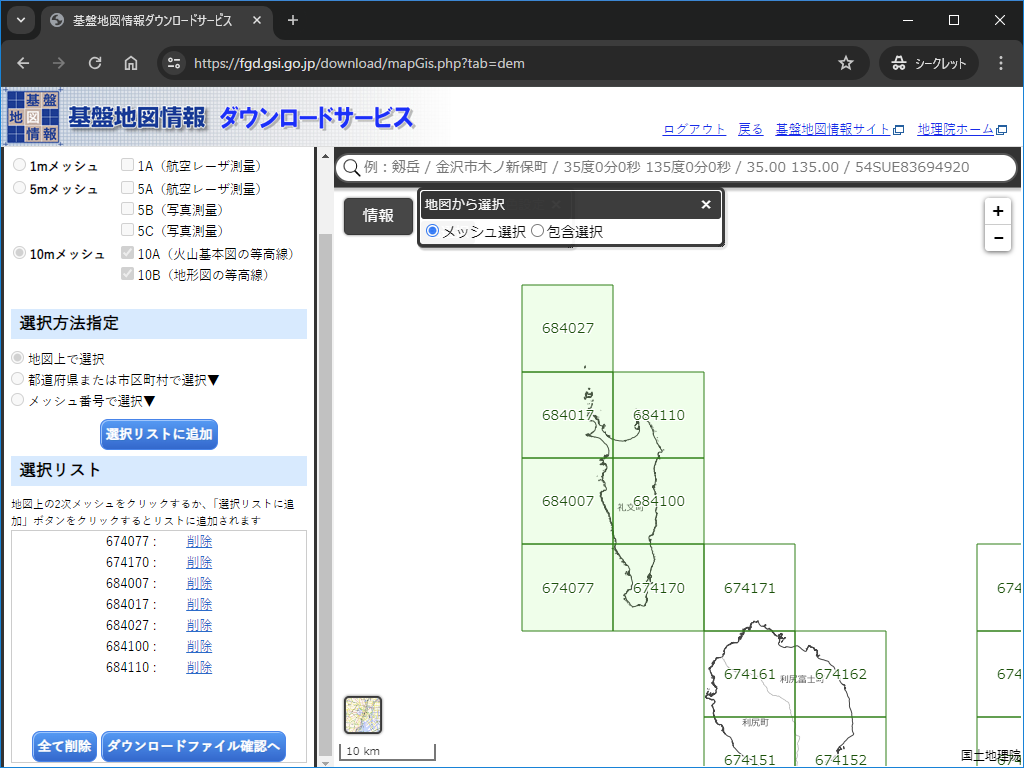 基盤地図情報ダウンロードサービス
https://fgd.gsi.go.jp/download/mapGis.php?tab=dem
シークレット
基盤
地図
情報
基盤地図情報 ダウンロードサービス
ログアウト 戻る 基盤地図情報サイト 地理院ホーム
1mメッシュ 1A（航空レーザ測量）
5mメッシュ 5A（航空レーザ測量）
5B（写真測量）
5C（写真測量）
10mメッシュ 10A（火山基本図の等高線）
10B（地形図の等高線）
選択方法指定
地図上で選択
都道府県または市区町村で選択▼
メッシュ番号で選択▼
選択リストに追加
選択リスト
地図上の2次メッシュをクリックするか、「選択リストに追
加」ボタンをクリックするとリストに追加されます
674077 : 削除
674170 : 削除
684007 : 削除
684017 : 削除
684027 : 削除
684100 : 削除
684110 : 削除
全て削除 ダウンロードファイル確認へ
例：剱岳 / 金沢市木ノ新保町 / 35度0分0秒 135度0分0秒 / 35.00 135.00 / 54SUE83694920
情報
地図から選択
メッシュ選択 包含選択
+
−
684027
684017 684110
684007 684100
礼文町
674077 674170 674171 674
674161 674162 674
利尻富士町
利尻町
674151 674152 674
10 km
国土地理院